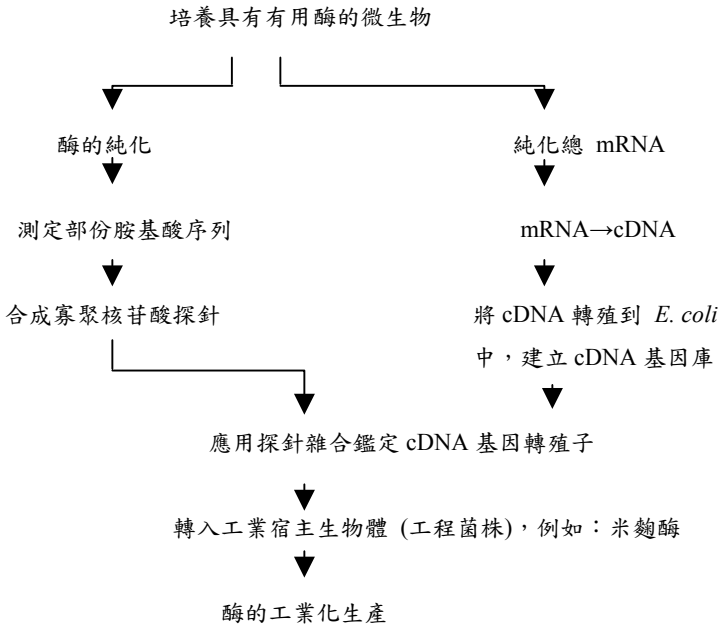 培養具有有用酶的微生物
酶的純化
純化總 mRNA
測定部份胺基酸序列
mRNA→cDNA
合成寡聚核苷酸探針
將 cDNA 轉殖到 E. coli
中，建立 cDNA 基因庫
應用探針雜合鑑定 cDNA 基因轉殖子
轉入工業宿主生物體 (工程菌株)，例如：米麴酶
酶的工業化生產